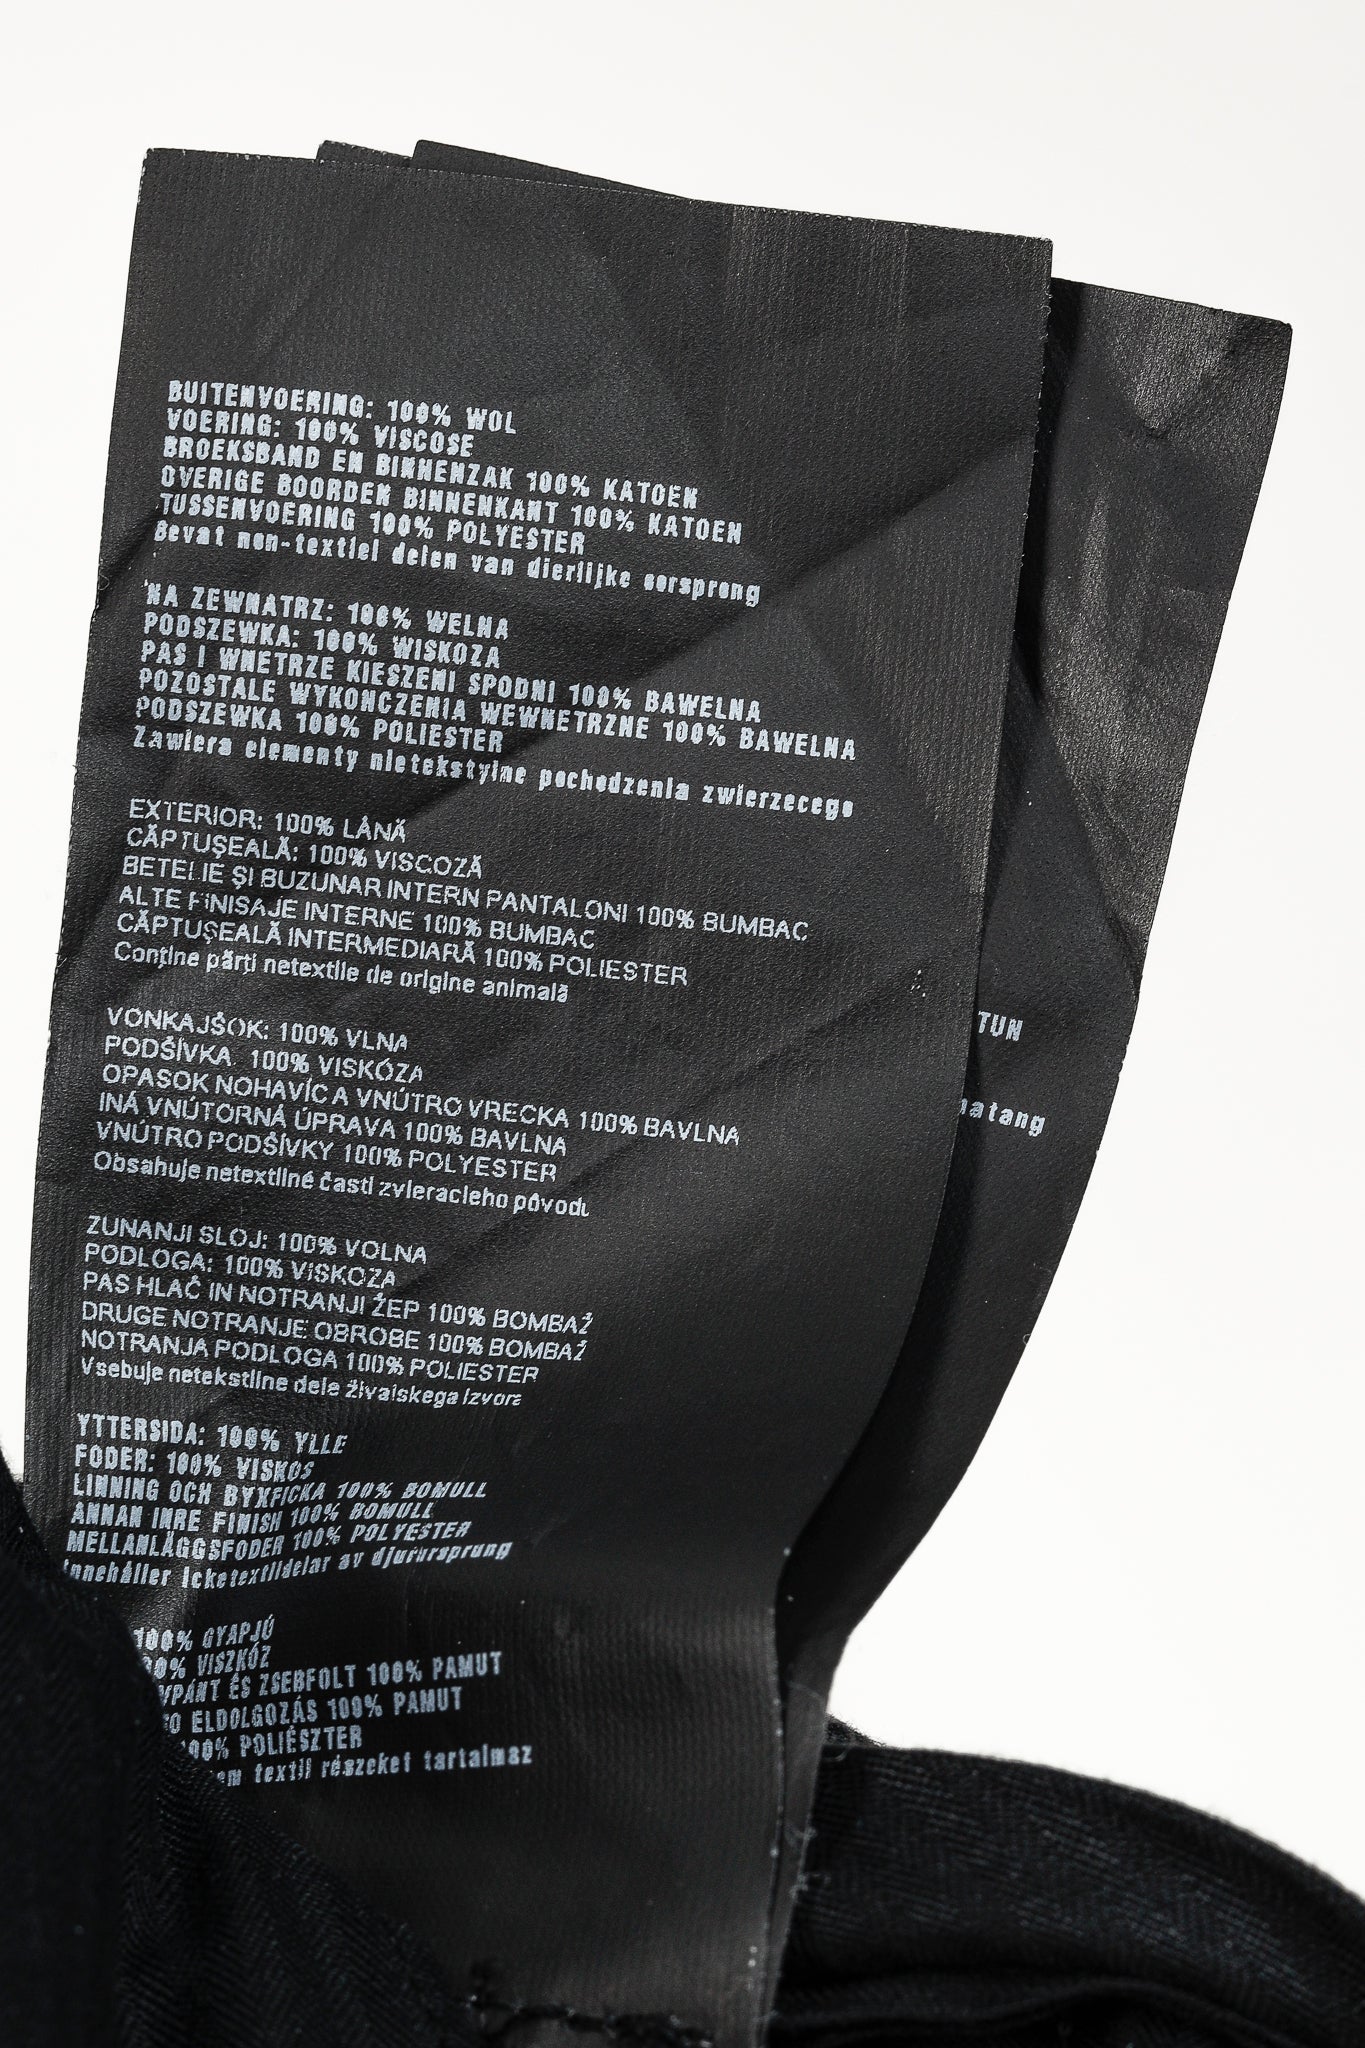 BUITENVOERING: 100% WOL
VOERING: 100% VISCOSE
BROEKSBAND EN BINNENZAK 100% KATOEN
OVERIGE BOORDEN BINNENKANT 100% KATOEN
TUSSENVOERING 100% POLYESTER
Bevat non-textiel delen van dierlijke oorsprong
NA ZEWNATRZ: 100% WELNA
PODSZEWKA: 100% WISKOZA
PAS I WNETRZE KIESZENI SPODNI 100% BAWELNA
POZOSTALE WYKONCZENIA WEWNETRZNE 100% BAWELNA
PODSZEWKA 100% POLIESTER
Zawiera elementy nietekstylne pochodzenia zwierzecego
EXTERIOR: 100% LÂNĂ
CĂPTUŞEALĂ: 100% VISCOZĂ
BETELIE ŞI BUZUNAR INTERN PANTALONI 100% BUMBAC
ALTE FINISAJE INTERNE 100% BUMBAC
CĂPTUŞEALĂ INTERMEDIARĂ 100% POLIESTER
Conţine părţi netextile de origine animală
VONKAJŠOK: 100% VLNA
PODŠÍVKA. 100% VISKÓZA
OPASOK NOHAVÍC A VNÚTRO VRECKA 100% BAVLNA
INÁ VNÚTORNÁ ÚPRAVA 100% BAVLNA
VNÚTRO PODŠÍVKY 100% POLYESTER
Obsahuje netextilné časti zvieracieho pôvodu
ZUNANJI SLOJ: 100% VOLNA
PODLOGA: 100% VISKOZA
PAS HLAČ IN NOTRANJI ŽEP 100% BOMBAŽ
DRUGE NOTRANJE OBROBE 100% BOMBAŽ
NOTRANJA PODLOGA 100% POLIESTER
Vsebuje netekstilne dele živalskega izvora
YTTERSIDA: 100% YLLE
FODER: 100% VISKOS
LINNING OCH BYXFICKA 100% BOMULL
ANNAN INRE FINISH 100% BOMULL
MELLANLÄGGSFODER 100% POLYESTER
Innehåller icketextildelar av djurursprung
100% GYAPJÚ
00% VISZKÓZ
VPÁNT ÉS ZSEBFOLT 100% PAMUT
ELDOLGOZÁS 100% PAMUT
100% POLIÉSZTER
em textil részeket tartalmaz
TUN
natang